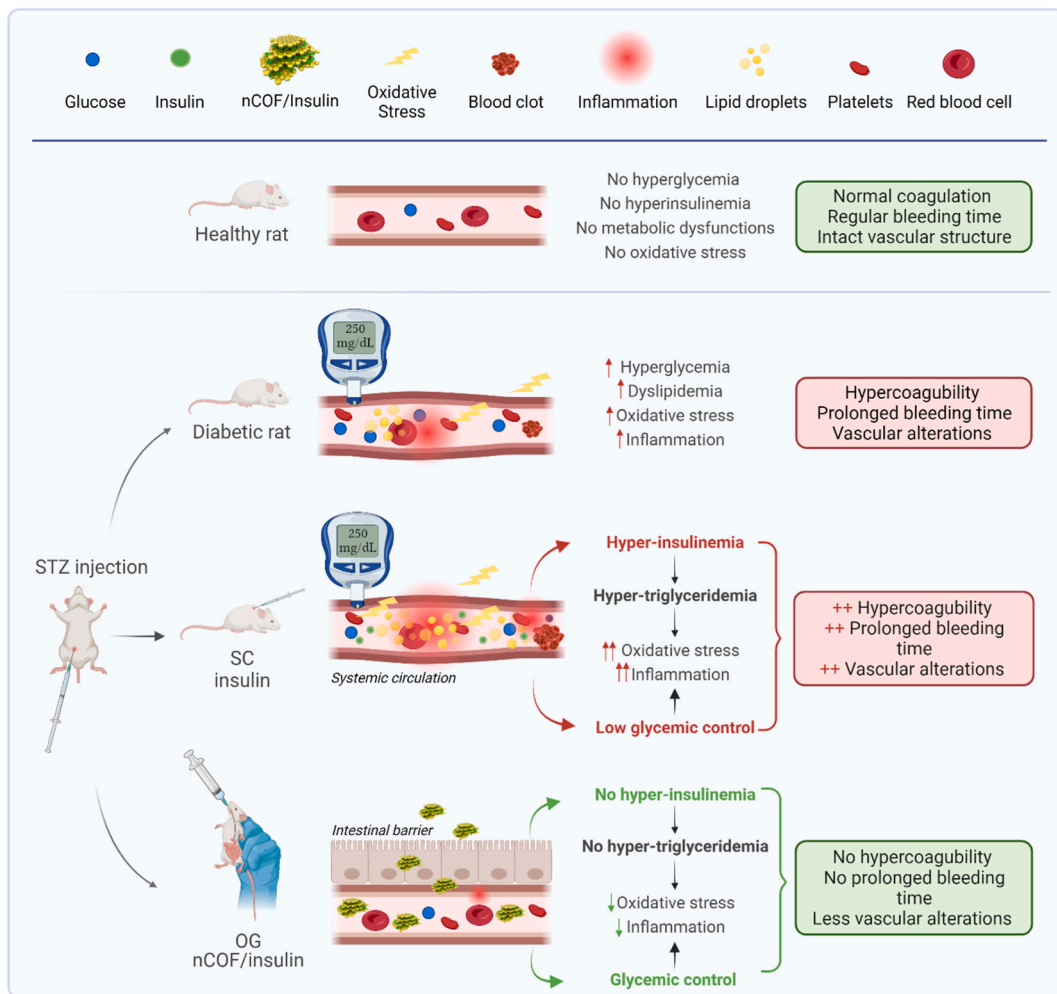 Glucose
Insulin
nCOF/Insulin
Oxidative
Stress
Blood clot
Inflammation
Lipid droplets
Platelets
Red blood cell
Healthy rat
No hyperglycemia
No hyperinsulinemia
No metabolic dysfunctions
No oxidative stress
Normal coagulation
Regular bleeding time
Intact vascular structure
STZ injection
Diabetic rat
250
mg/dL
↑ Hyperglycemia
↑ Dyslipidemia
↑ Oxidative stress
↑ Inflammation
Hypercoagubility
Prolonged bleeding time
Vascular alterations
SC
insulin
250
mg/dL
Systemic circulation
Hyper-insulinemia
Hyper-triglyceridemia
↑↑ Oxidative stress
↑↑ Inflammation
Low glycemic control
++ Hypercoagubility
++ Prolonged bleeding
time
++ Vascular alterations
OG
nCOF/insulin
Intestinal barrier
No hyper-insulinemia
No hyper-triglyceridemia
↓ Oxidative stress
↓ Inflammation
Glycemic control
No hypercoagubility
No prolonged bleeding
time
Less vascular alterations